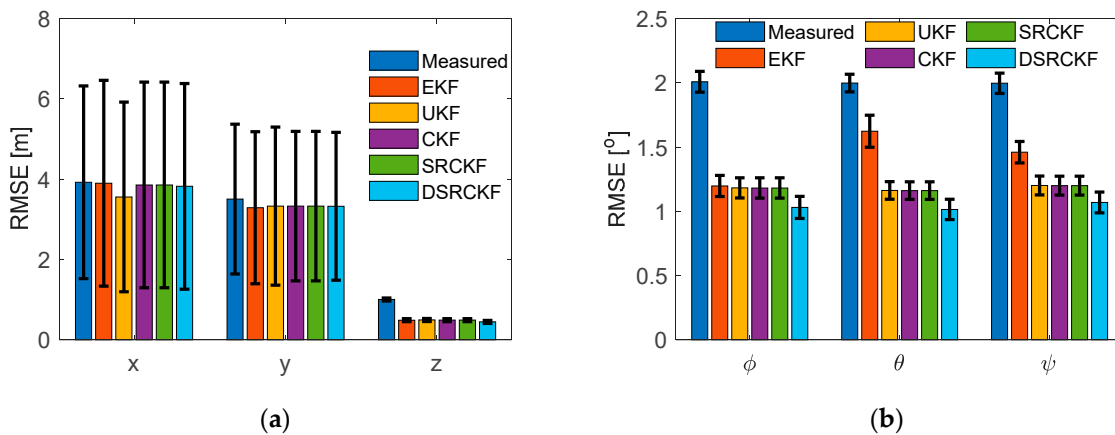 8
6
4
2
0
RMSE [m]
Measured
EKF
UKF
CKF
SRCKF
DSRCKF
x y z
(a)
2.5
2
1.5
1
0.5
0
RMSE [°]
Measured UKF SRCKF
EKF CKF DSRCKF
ϕ θ ψ
(b)